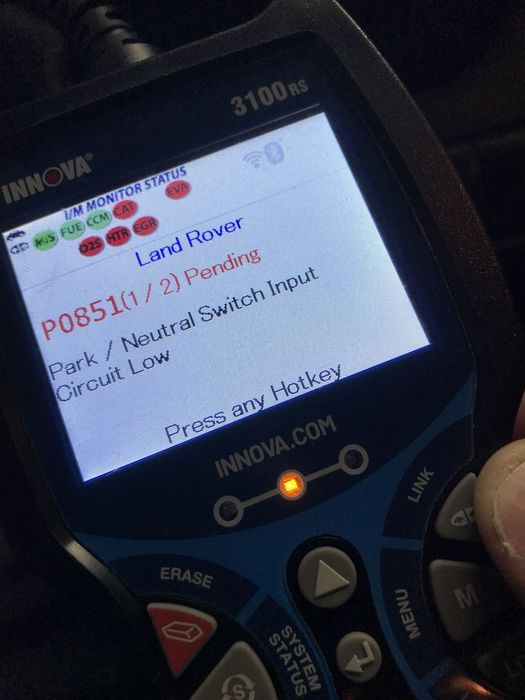 3100RS
INNOVA®
I/M MONITOR STATUS
MIS FUE CCM CAT EVA
O2S HTR EGR
Land Rover
P0851(1 / 2) Pending
Park / Neutral Switch Input
Circuit Low
Press any Hotkey
INNOVA.COM
LINK
ERASE
MENU
M
SYSTEM
STATUS
S